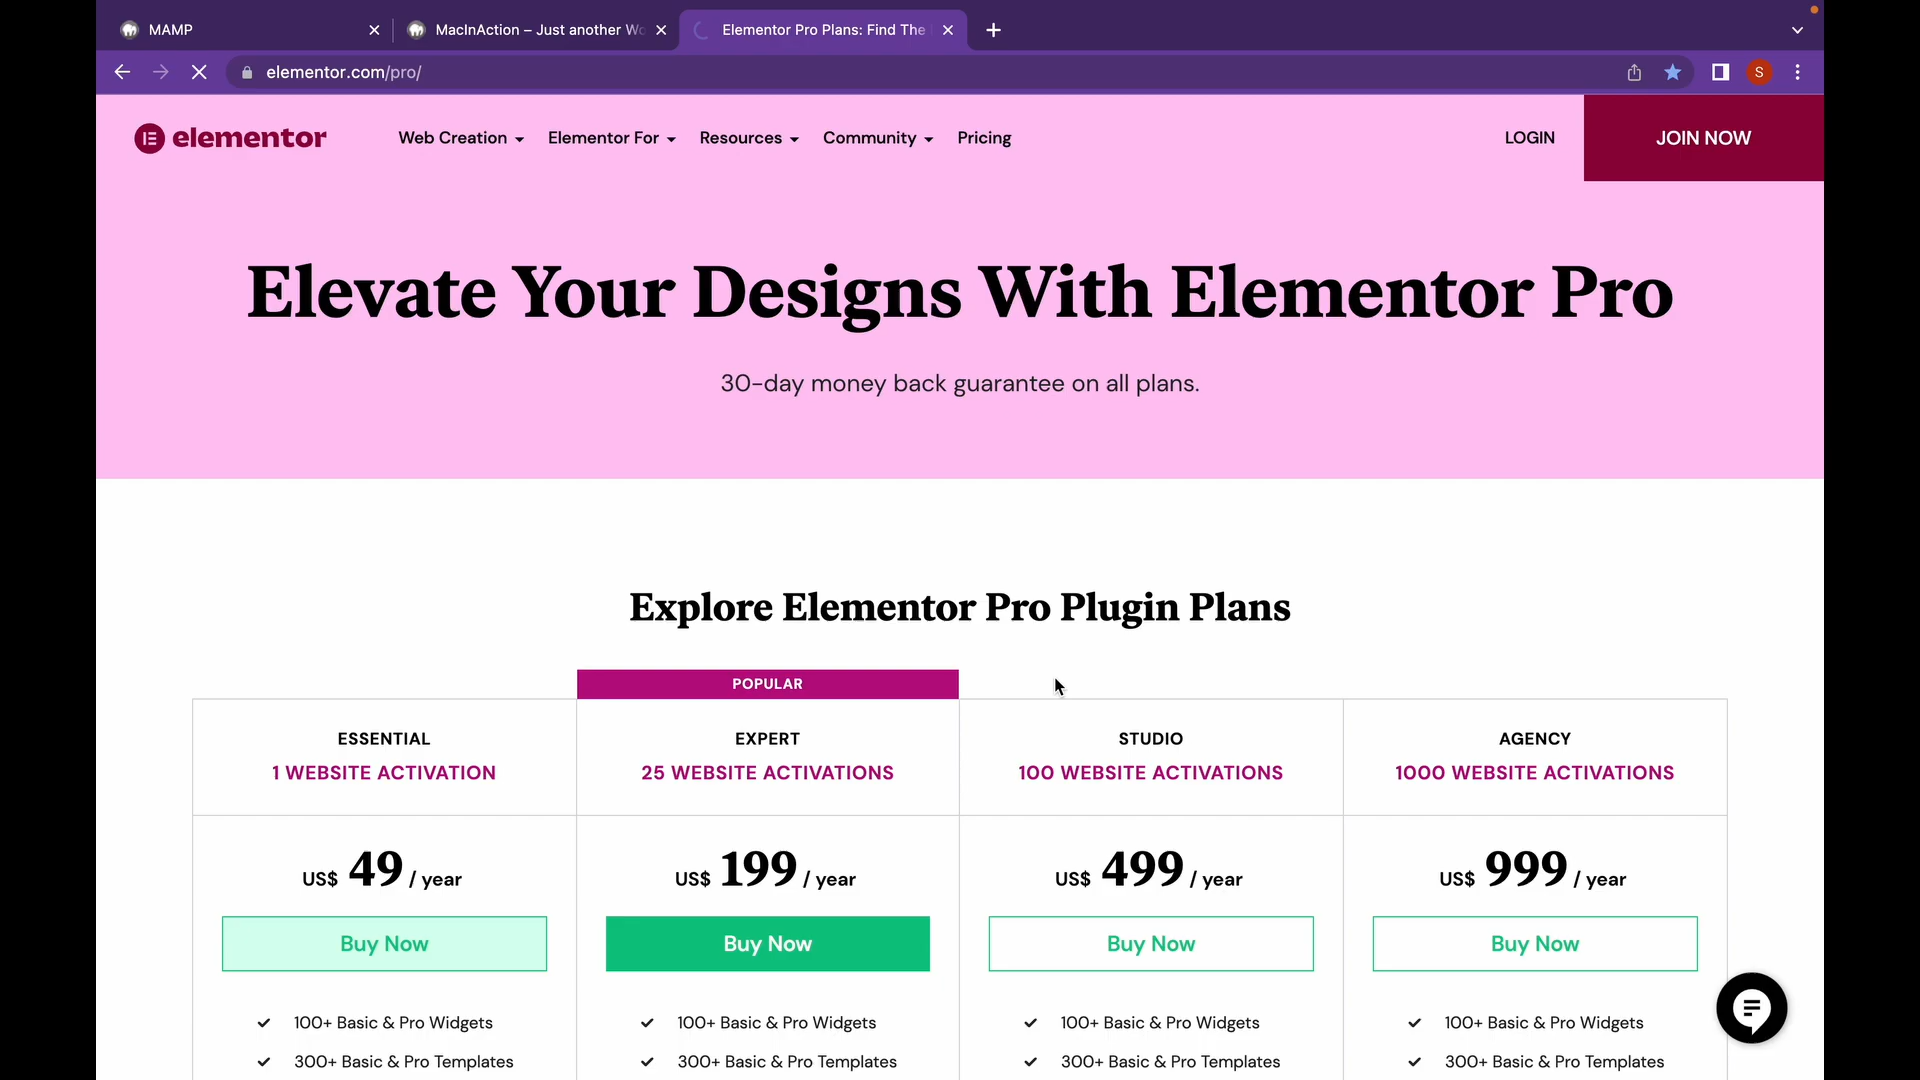 MAMP
MacInAction – Just another Wo
Elementor Pro Plans: Find The
elementor.com/pro/
S
elementor
Web Creation
Elementor For
Resources
Community
Pricing
LOGIN
JOIN NOW
Elevate Your Designs With Elementor Pro
30-day money back guarantee on all plans.
Explore Elementor Pro Plugin Plans
POPULAR
ESSENTIAL
1 WEBSITE ACTIVATION
US$ 49 / year
Buy Now
100+ Basic & Pro Widgets
300+ Basic & Pro Templates
EXPERT
25 WEBSITE ACTIVATIONS
US$ 199 / year
Buy Now
100+ Basic & Pro Widgets
300+ Basic & Pro Templates
STUDIO
100 WEBSITE ACTIVATIONS
US$ 499 / year
Buy Now
100+ Basic & Pro Widgets
300+ Basic & Pro Templates
AGENCY
1000 WEBSITE ACTIVATIONS
US$ 999 / year
Buy Now
100+ Basic & Pro Widgets
300+ Basic & Pro Templates